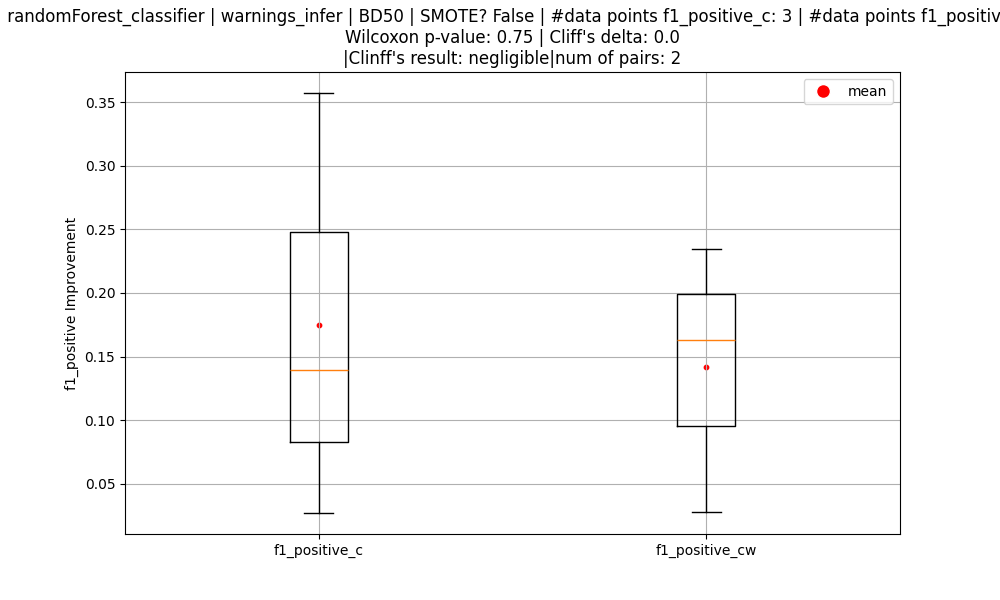 randomForest_classifier | warnings_infer | BD50 | SMOTE? False | #data points f1_positive_c: 3 | #data points f1_positiv
Wilcoxon p-value: 0.75 | Cliff's delta: 0.0
|Clinff's result: negligible|num of pairs: 2
mean
0.35
0.30
0.25
0.20
0.15
0.10
0.05
f1_positive Improvement
f1_positive_c
f1_positive_cw